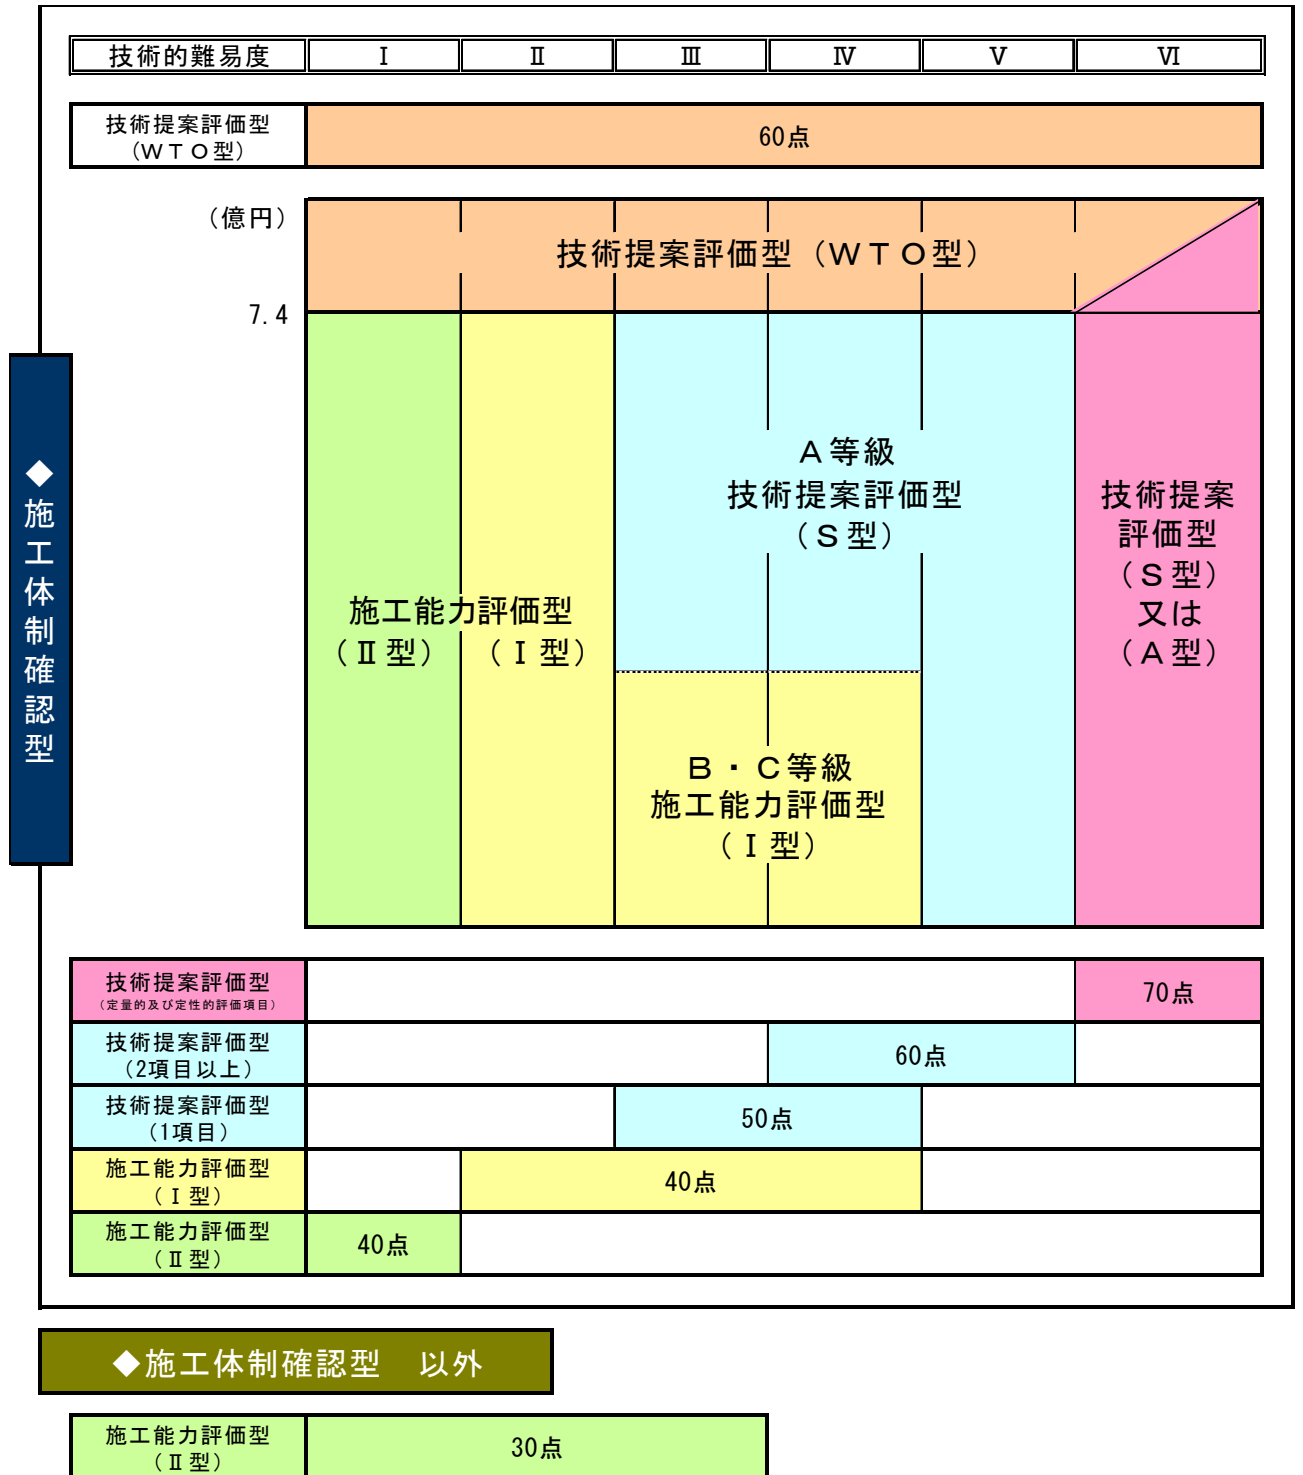 技術的難易度 Ⅰ Ⅱ Ⅲ Ⅳ Ⅴ Ⅵ
技術提案評価型
（ＷＴＯ型）
60点
（億円）
技術提案評価型（ＷＴＯ型）
7.4
◆施工体制確認型
Ａ等級
技術提案評価型
（Ｓ型）
技術提案
評価型
（Ｓ型）
又は
（Ａ型）
施工能力評価型
（Ⅱ型） （Ⅰ型）
Ｂ・Ｃ等級
施工能力評価型
（Ⅰ型）
技術提案評価型
（定量的及び定性的評価項目）
70点
技術提案評価型
（2項目以上）
60点
技術提案評価型
（1項目）
50点
施工能力評価型
（Ⅰ型）
40点
施工能力評価型
（Ⅱ型）
40点
◆施工体制確認型　以外
施工能力評価型
（Ⅱ型）
30点